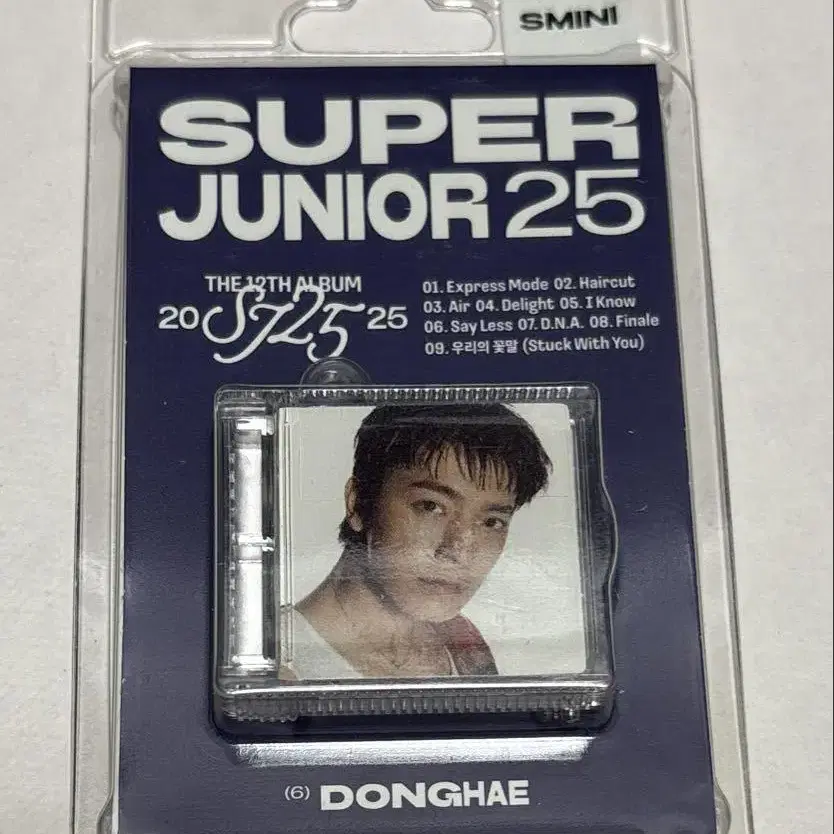 SMINI
SUPER
JUNIOR 25
THE 12TH ALBUM
20 SJ25 25
01. Express Mode 02. Haircut
03. Air 04. Delight 05. I Know
06. Say Less 07. D.N.A. 08. Finale
09. 우리의 꽃말 (Stuck With You)
(6) DONGHAE